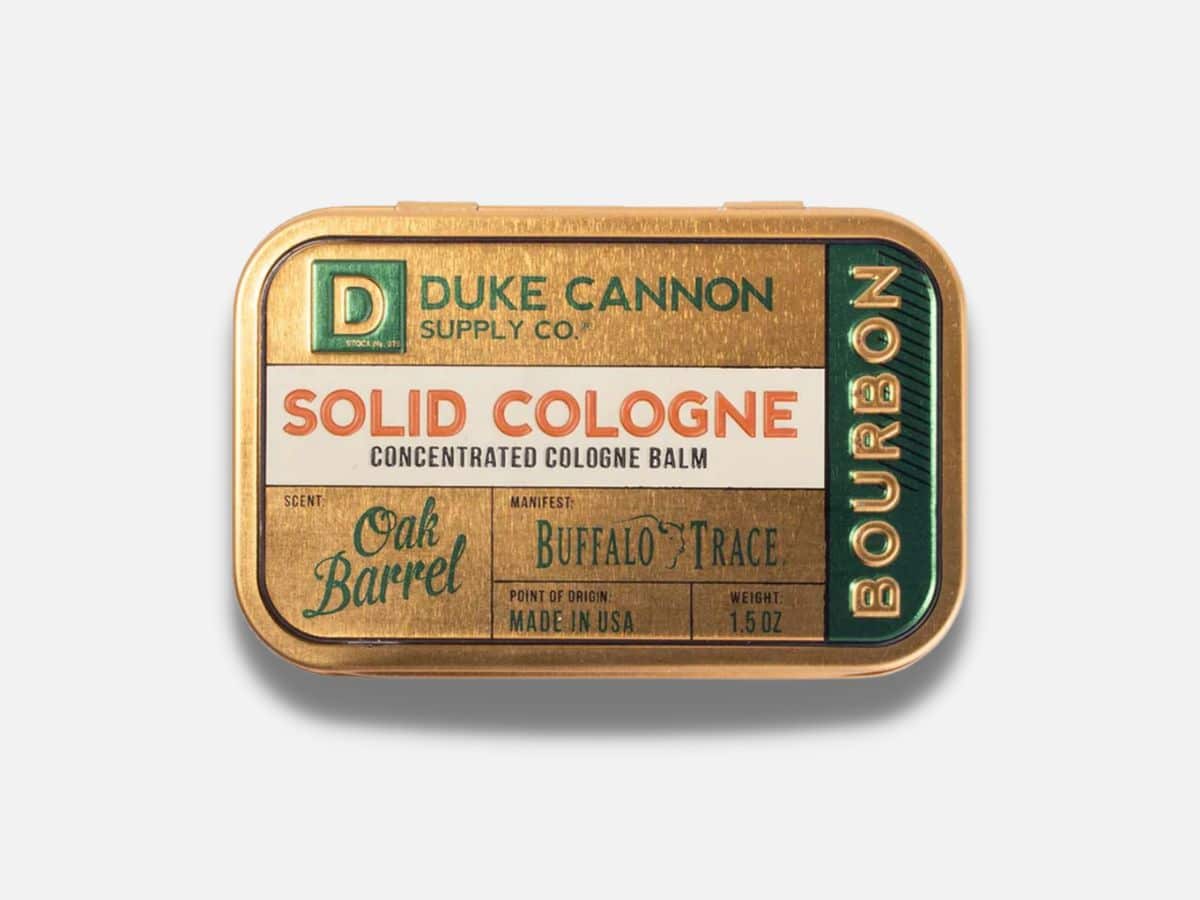 D
DUKE CANNON
SUPPLY CO.®
SOLID COLOGNE
CONCENTRATED COLOGNE BALM
SCENT:
Oak
Barrel
MANIFEST:
BUFFALO TRACE
POINT OF ORIGIN:
MADE IN USA
WEIGHT:
1.5 OZ
BOURBON